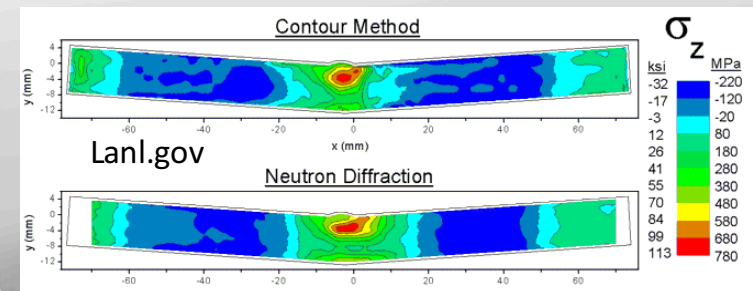 Contour Method
y (mm)
4
0
-4
-8
-12
-60 -40 -20 0 20 40 60
x (mm)
Lanl.gov
Neutron Diffraction
y (mm)
4
0
-4
-8
-12
-60 -40 -20 0 20 40 60
σz
ksi MPa
-32 -220
-17 -120
-3 -20
12 80
26 180
41 280
55 380
70 480
84 580
99 680
113 780